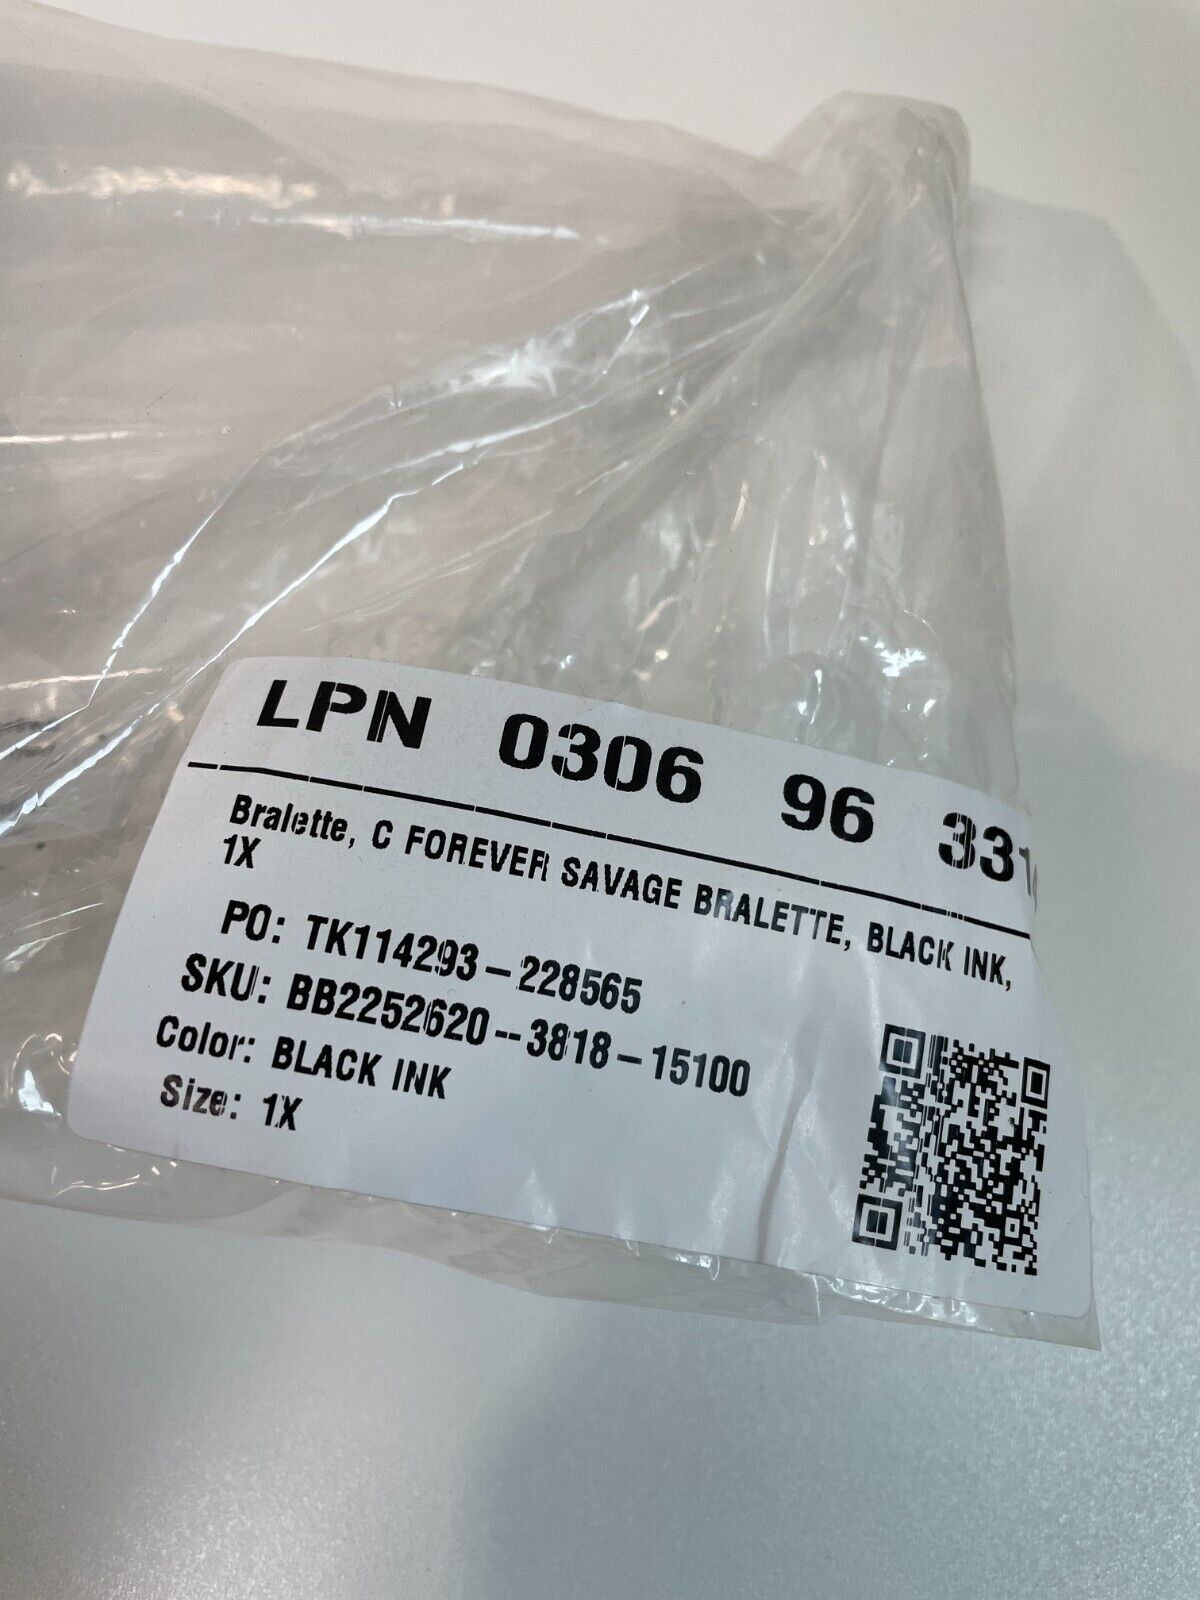 LPN 0306 96
Bralette, C FOREVER SAVAGE BRALETTE, BLACK INK,
1X
PO: TK114293-228565
SKU: BB2252620-3818-15100
Color: BLACK INK
Size: 1X